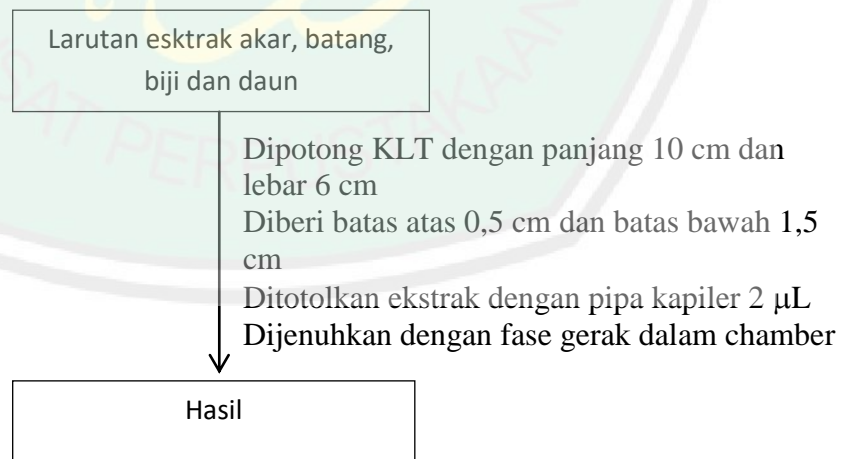 Larutan esktrak akar, batang,
biji dan daun
Dipotong KLT dengan panjang 10 cm dan
lebar 6 cm
Diberi batas atas 0,5 cm dan batas bawah 1,5
cm
Ditotolkan ekstrak dengan pipa kapiler 2 μL
Dijenuhkan dengan fase gerak dalam chamber
Hasil